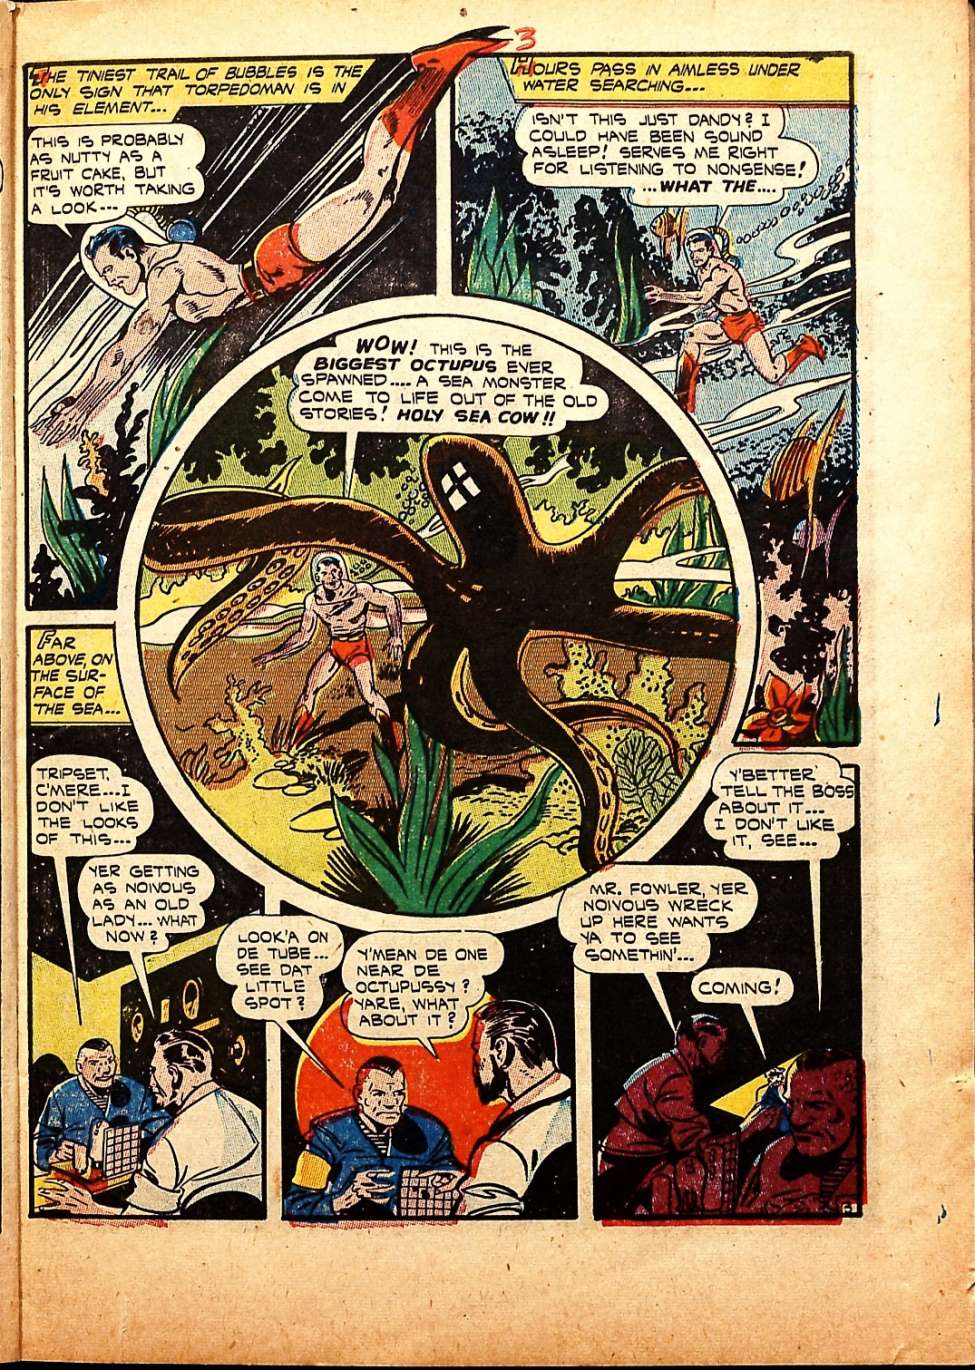 3
THE TINIEST TRAIL OF BUBBLES IS THE
ONLY SIGN THAT TORPEDOMAN IS IN
HIS ELEMENT...
THIS IS PROBABLY
AS NUTTY AS A
FRUIT CAKE, BUT
IT'S WORTH TAKING
A LOOK---
HOURS PASS IN AIMLESS UNDER
WATER SEARCHING...
ISN'T THIS JUST DANDY? I
COULD HAVE BEEN SOUND
ASLEEP! SERVES ME RIGHT
FOR LISTENING TO NONSENSE!
...WHAT THE....
WOW! THIS IS THE
BIGGEST OCTUPUS EVER
SPAWNED.... A SEA MONSTER
COME TO LIFE OUT OF THE OLD
STORIES! HOLY SEA COW!!
FAR
ABOVE, ON
THE SUR-
FACE OF
THE SEA...
TRIPSET,
C'MERE...I
DON'T LIKE
THE LOOKS
OF THIS...
YER GETTING
AS NOIVOUS
AS AN OLD
LADY... WHAT
NOW?
LOOK'A ON
DE TUBE...
SEE DAT
LITTLE
SPOT?
Y'MEAN DE ONE
NEAR DE
OCTUPUSSY?
YARE, WHAT
ABOUT IT?
Y'BETTER
TELL THE BOSS
ABOUT IT...
I DON'T LIKE
IT, SEE...
MR. FOWLER, YER
NOIVOUS WRECK
UP HERE WANTS
YA TO SEE
SOMETHIN'...
COMING!
3